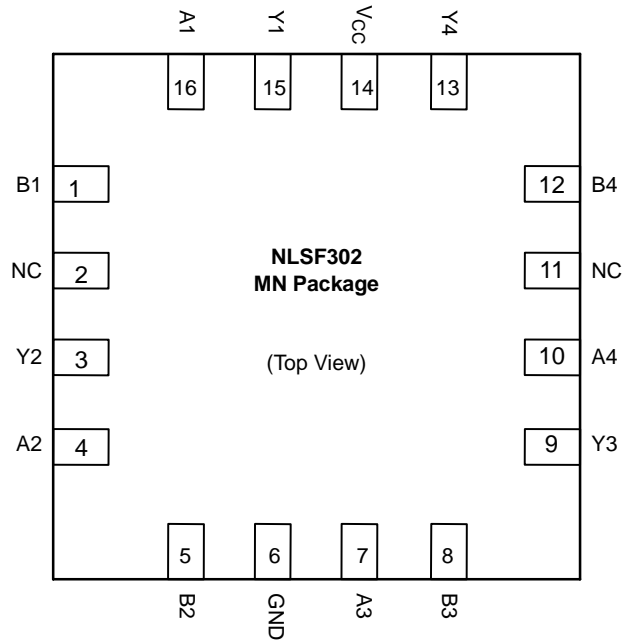 A1 Y1 VCC Y4
16 15 14 13
B1 1 12 B4
NLSF302
MN Package
NC 2 11 NC
Y2 3 (Top View) 10 A4
A2 4 9 Y3
5 6 7 8
B2 GND A3 B3